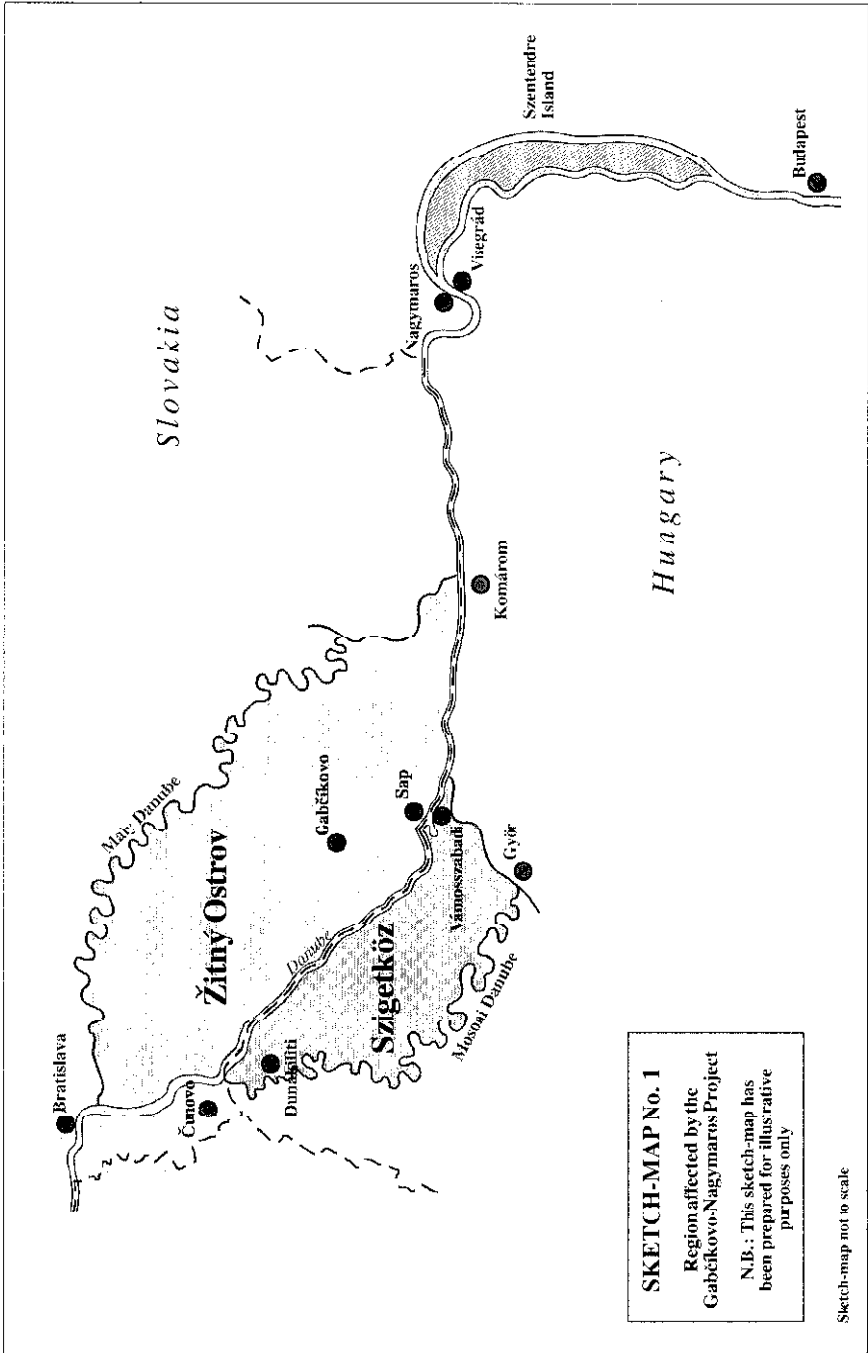 Slovakia
Szentendre
Island
Bratislava
Maly Danube
Čunovo
Žitný Ostrov
Gabčíkovo
Nagymaros
Visegrád
Dunakiliti
Danube
Sap
Szigetköz
Vámosszabadi
Komárom
Budapest
Mosoni Danube
Győr
Hungary
SKETCH-MAP No. 1
Region affected by the
Gabčíkovo-Nagymaros Project
N.B.: This sketch-map has
been prepared for illustrative
purposes only
Sketch-map not to scale